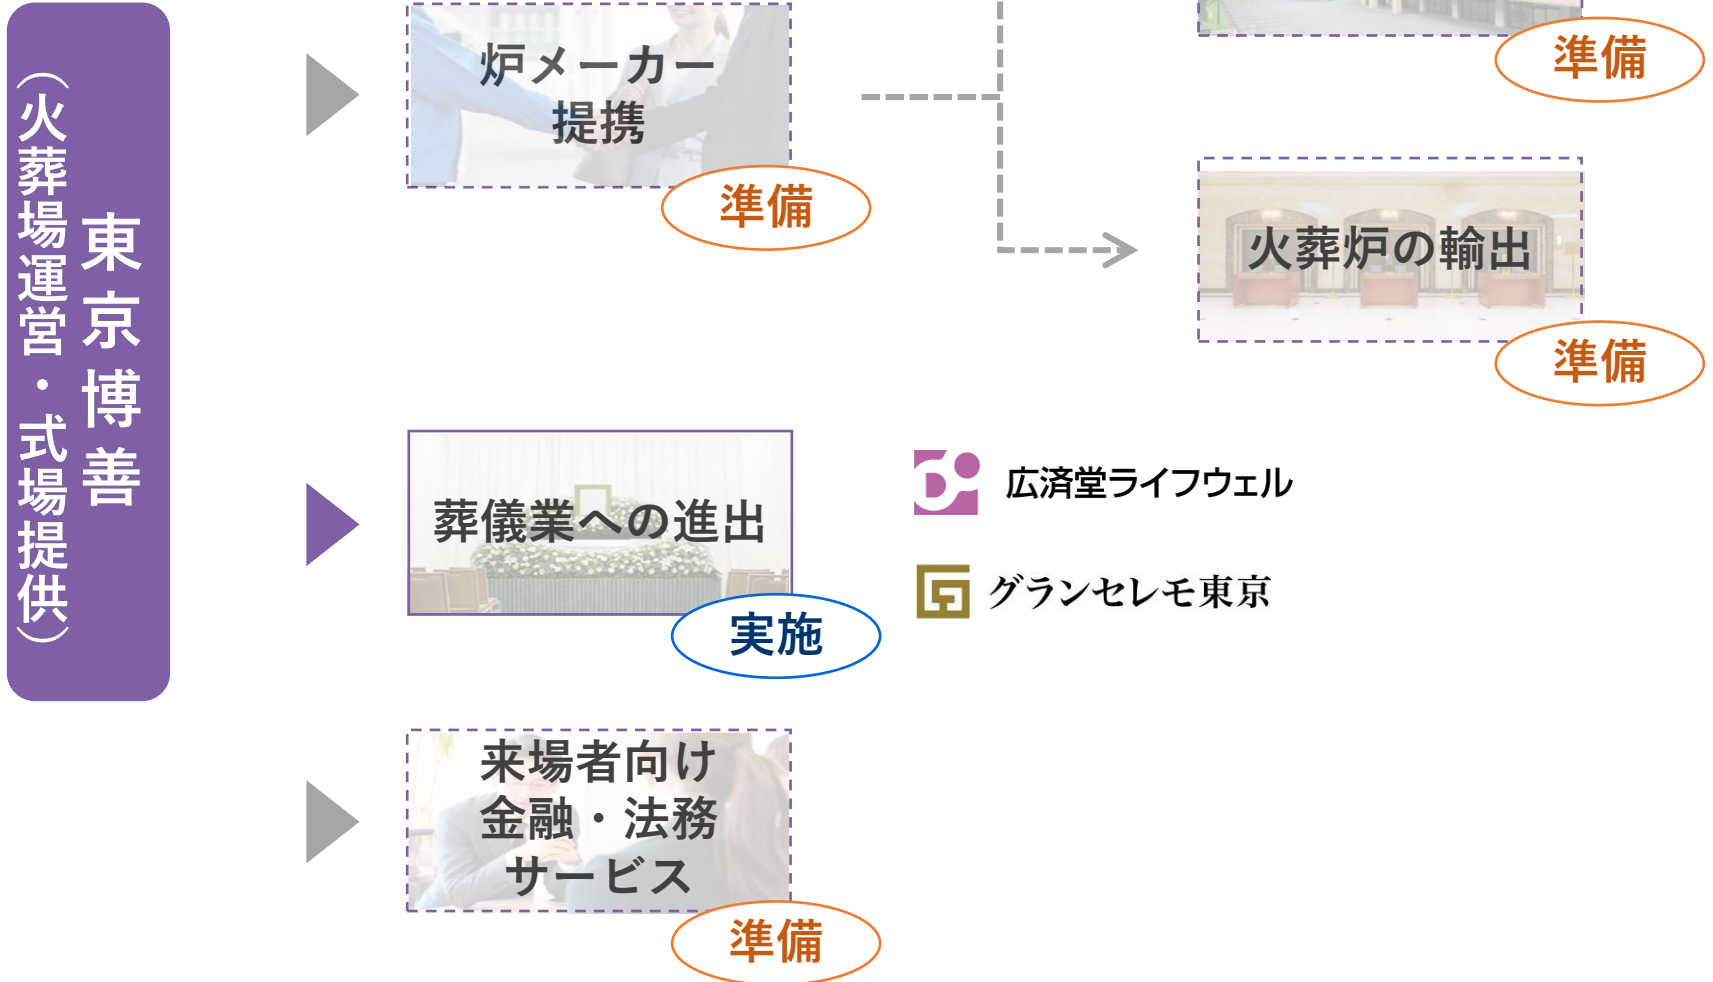 東京博善
（火葬場運営・式場提供）
炉メーカー
提携
準備
準備
火葬炉の輸出
準備
葬儀業への進出
実施
広済堂ライフウェル
グランセレモ東京
来場者向け
金融・法務
サービス
準備